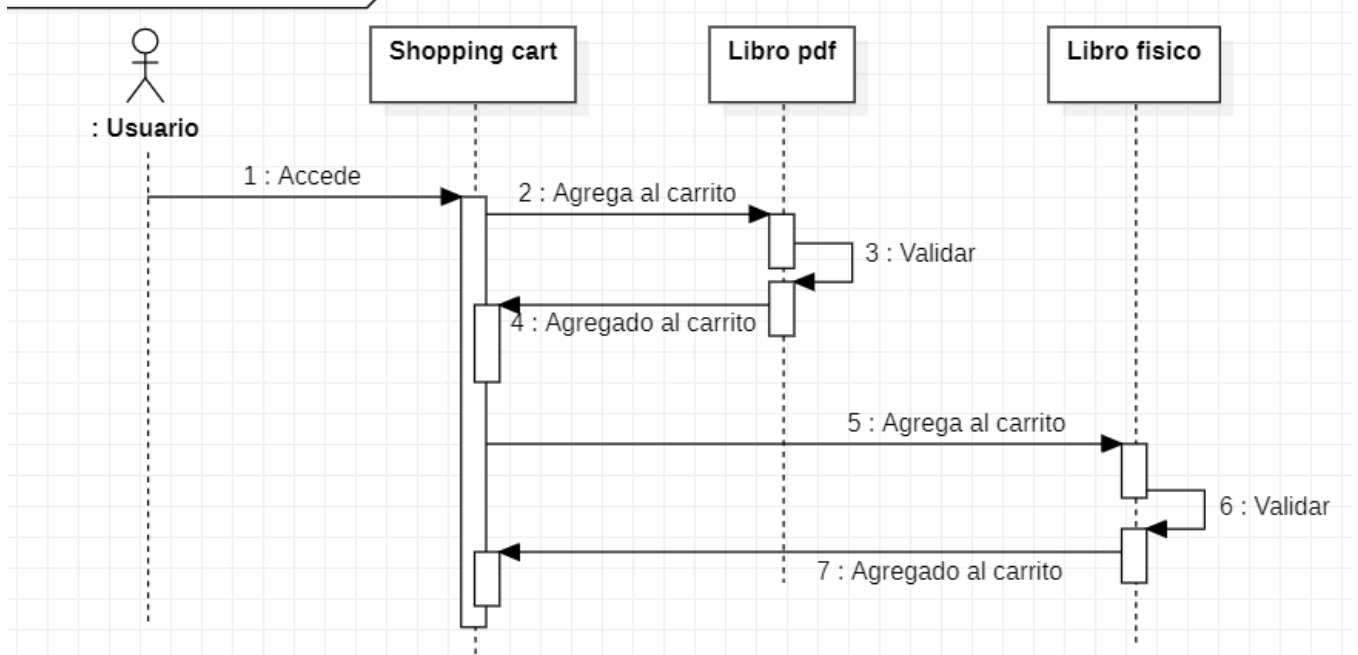 Shopping cart
Libro pdf
Libro fisico
: Usuario
1 : Accede
2 : Agrega al carrito
3 : Validar
4 : Agregado al carrito
5 : Agrega al carrito
6 : Validar
7 : Agregado al carrito